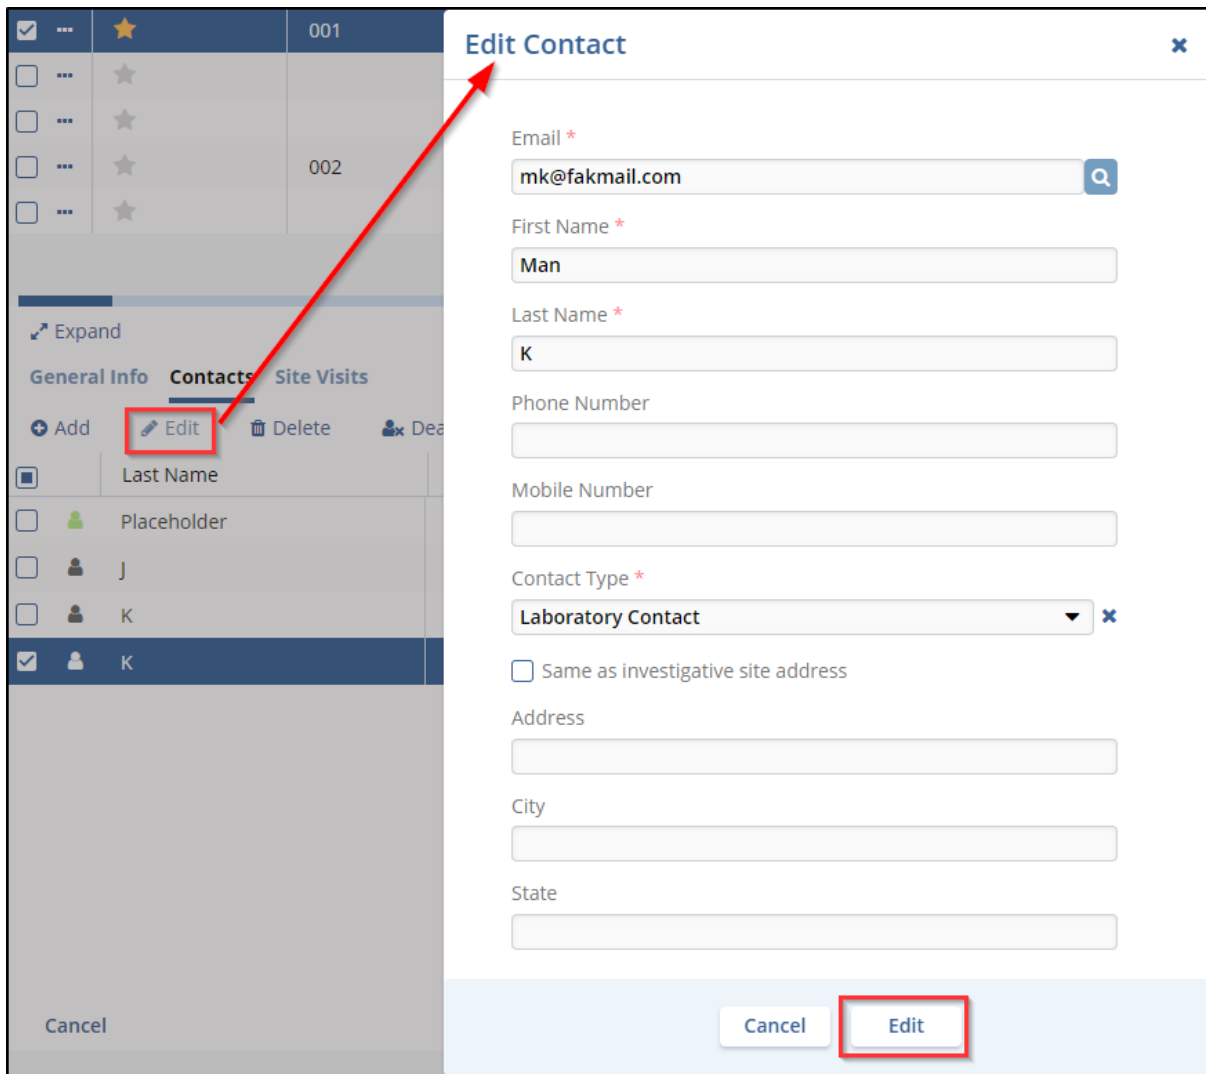 001
002
Expand
General Info Contacts Site Visits
Add Edit Delete Dea
Last Name
Placeholder
J
K
K
Cancel
Edit Contact
Email *
mk@fakmail.com
First Name *
Man
Last Name *
K
Phone Number
Mobile Number
Contact Type *
Laboratory Contact
Same as investigative site address
Address
City
State
Cancel Edit